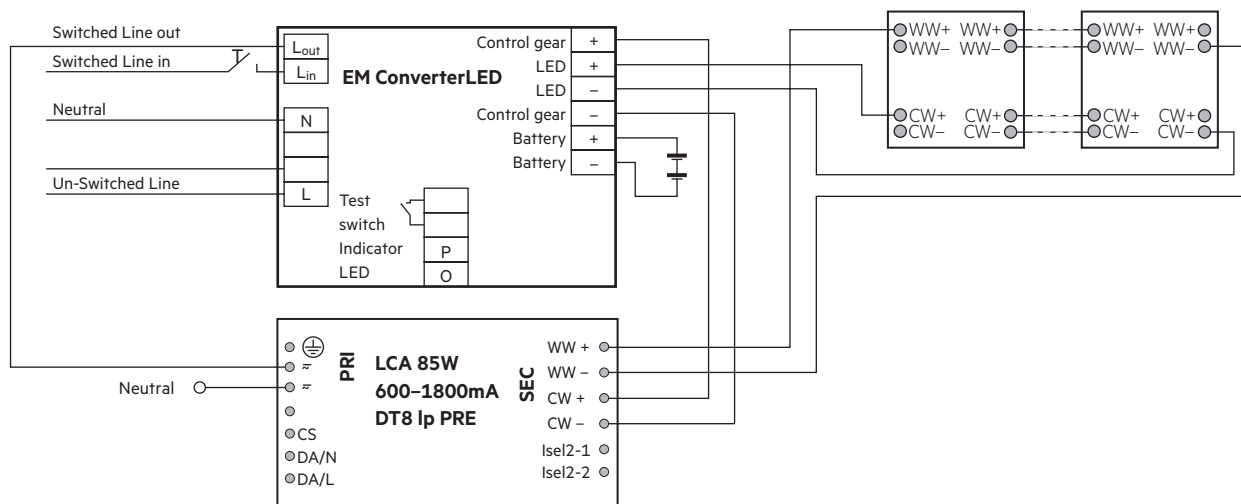 Switched Line out
Switched Line in
Neutral
Un-Switched Line
Lout
Lin
N
L
EM ConverterLED
Control gear +
LED +
LED –
Control gear –
Battery +
Battery –
Test
switch
Indicator P
LED O
WW+ WW+ WW+ WW+
WW– WW– WW– WW–
CW+ CW+ CW+ CW+
CW– CW– CW– CW–
Neutral
PRI
LCA 85W
600–1800mA
DT8 lp PRE
SEC
CS
DA/N
DA/L
WW +
WW –
CW +
CW –
Isel2-1
Isel2-2